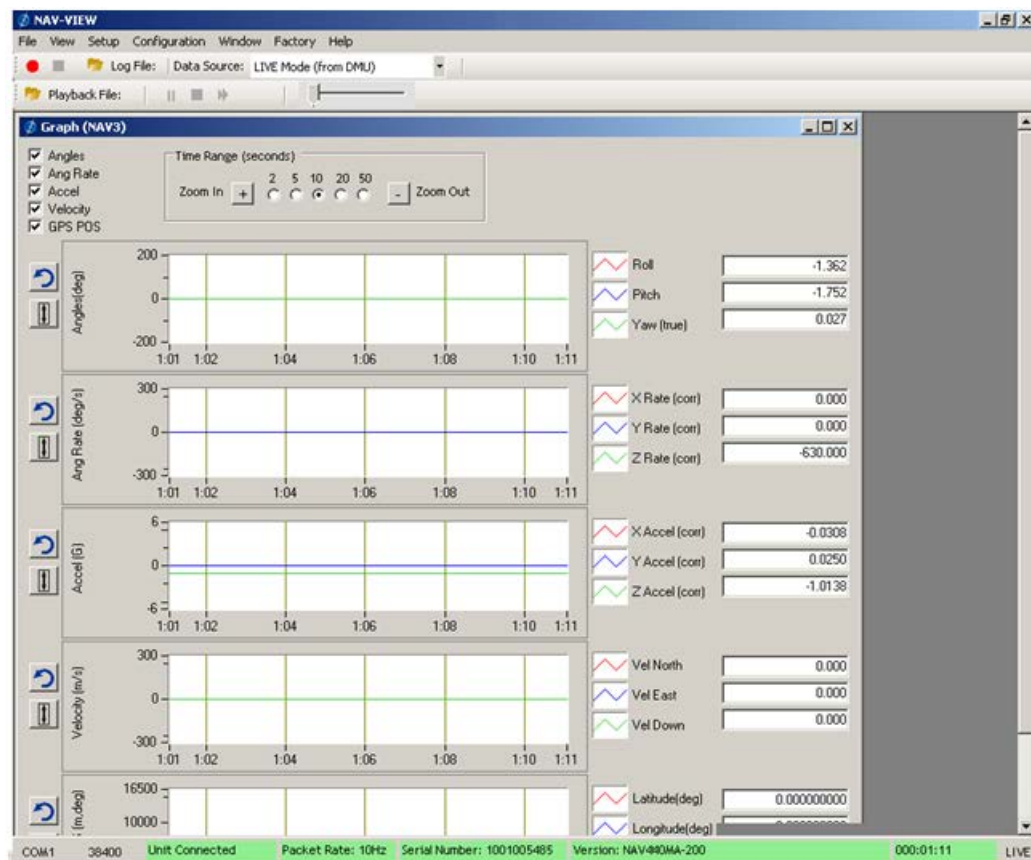 NAV-VIEW
File View Setup Configuration Window Factory Help
Log File: Data Source: LIVE Mode (from DMU)
Playback File:
Graph (NAV3)
Angles
Ang Rate
Accel
Velocity
GPS POS
Time Range (seconds)
2 5 10 20 50
Zoom In + - Zoom Out
Angles(deg)
200
0
-200
1:01 1:02 1:04 1:06 1:08 1:10 1:11
Roll -1.362
Pitch -1.752
Yaw (true) 0.027
Ang Rate (deg/s)
300
0
-300
1:01 1:02 1:04 1:06 1:08 1:10 1:11
X Rate (corr) 0.000
Y Rate (corr) 0.000
Z Rate (corr) -630.000
Accel (G)
6
0
-6
1:01 1:02 1:04 1:06 1:08 1:10 1:11
X Accel (corr) -0.0308
Y Accel (corr) 0.0250
Z Accel (corr) -1.0138
Velocity (m/s)
300
0
-300
1:01 1:02 1:04 1:06 1:08 1:10 1:11
Vel North 0.000
Vel East 0.000
Vel Down 0.000
(m,deg)
16500
10000
Latitude(deg) 0.000000000
Longitude(deg)
COM1 38400 Unit Connected Packet Rate: 10Hz Serial Number: 1001005485 Version: 000:01:11 LIVE